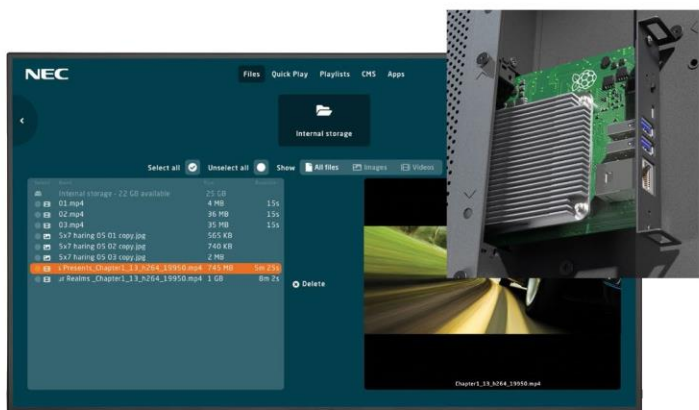 NEC
Files Quick Play Playlists CMS Apps
Internal storage
Select all Unselect all Show All files Images Videos
Internal storage - 22 GB available 25 GB
01.mp4 4 MB 15s
02.mp4 36 MB 15s
03.mp4 35 MB 15s
5x7 haring 05 01 copy.jpg 565 KB
5x7 haring 05 02 copy.jpg 740 KB
5x7 haring 05 03 copy.jpg 2 MB
s Presents_Chapter1_13_h264_19950.mp4 745 MB 5m 25s
ur Realms _Chapter1_13_h264_19950.mp4 1 GB 8m 2s
Delete
Chapter1_13_h264_19950.mp4